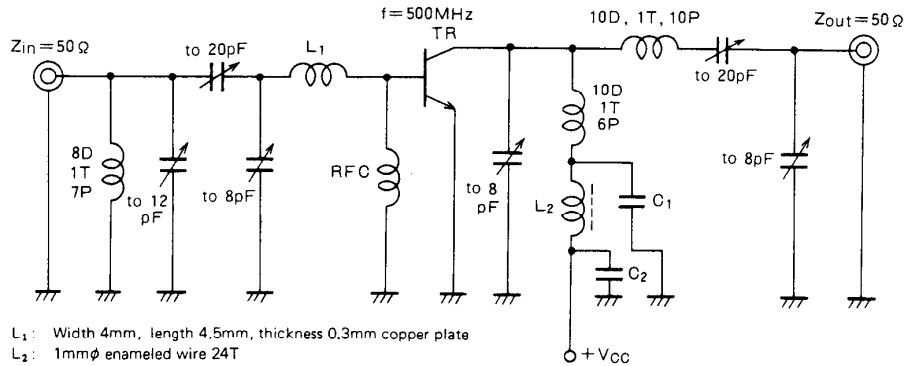 f=500MHz
TR
Zin=50Ω
to 20pF
L₁
10D, 1T, 10P
Zout=50Ω
to 20pF
8D
1T
7P
to 12
pF
to 8pF
RFC
to 8
pF
10D
1T
6P
L₂
C₁
C₂
to 8pF
+VCC
L₁: Width 4mm, length 4.5mm, thickness 0.3mm copper plate
L₂: 1mmφ enameled wire 24T